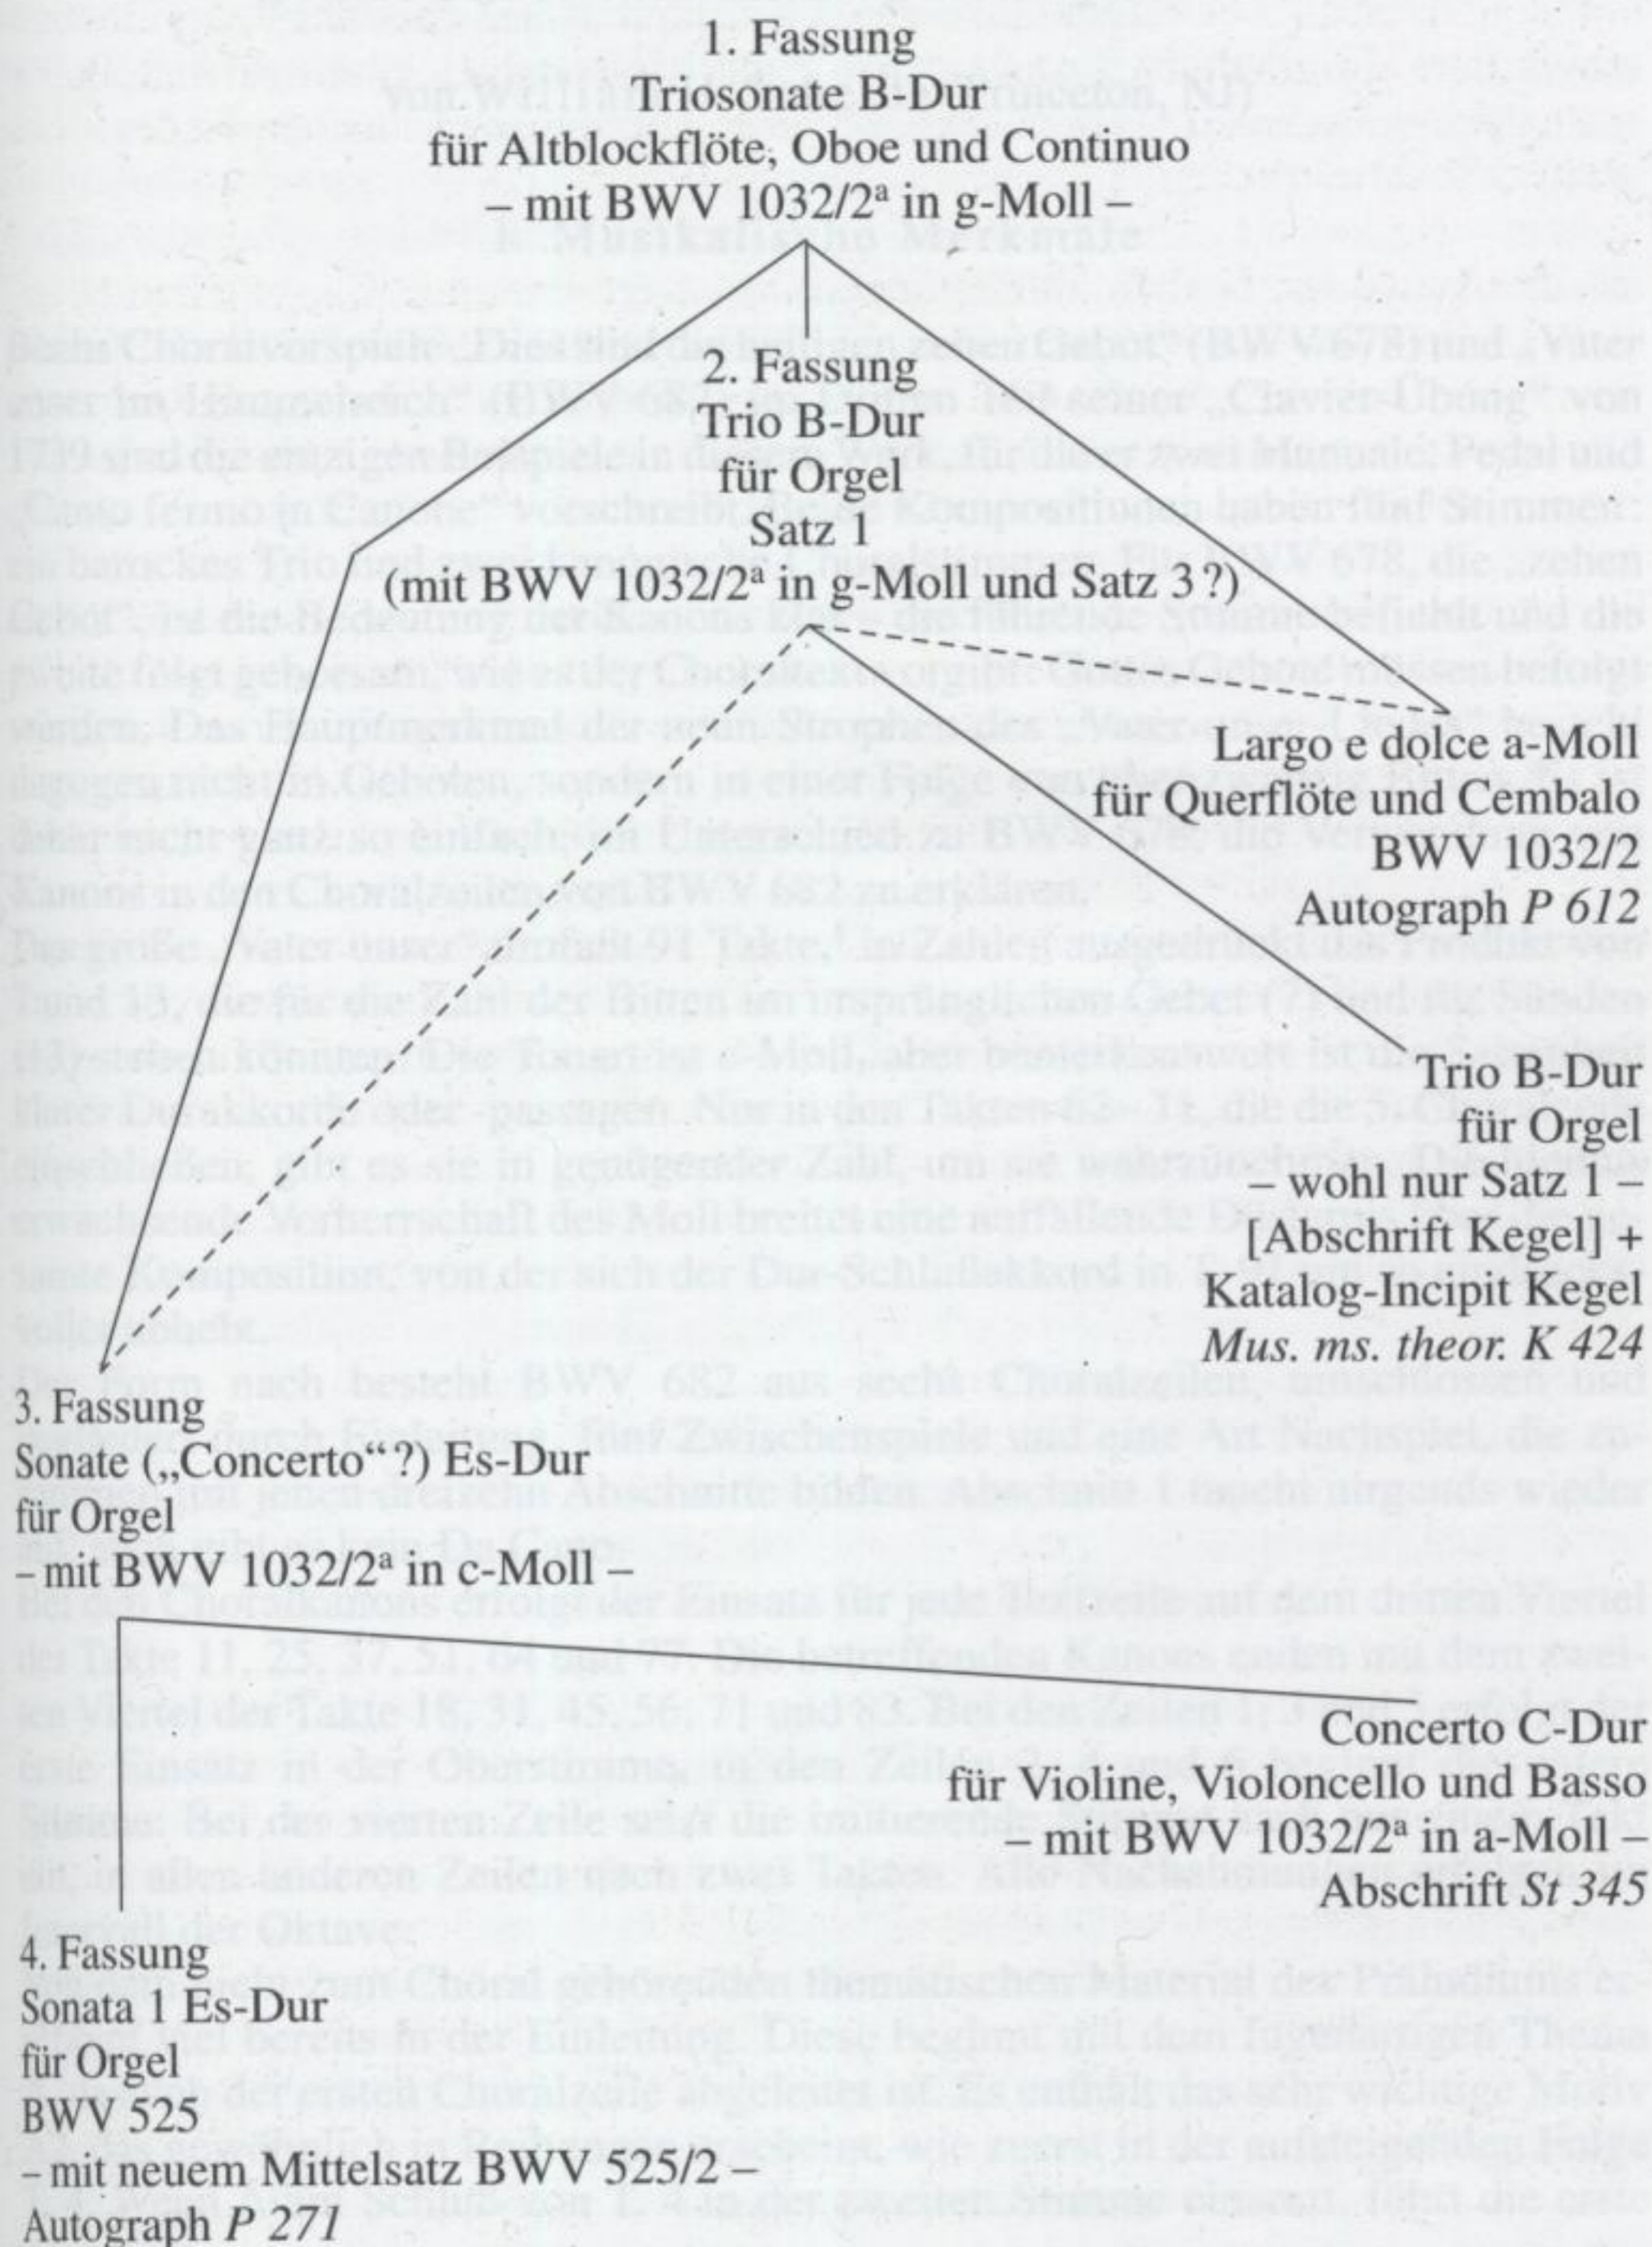 1. Fassung
Triosonate B-Dur
für Altblockflöte, Oboe und Continuo
– mit BWV 1032/2ª in g-Moll –
2. Fassung
Trio B-Dur
für Orgel
Satz 1
(mit BWV 1032/2ª in g-Moll und Satz 3?)
Largo e dolce a-Moll
für Querflöte und Cembalo
BWV 1032/2
Autograph P 612
Trio B-Dur
für Orgel
– wohl nur Satz 1 –
[Abschrift Kegel] +
Katalog-Incipit Kegel
Mus. ms. theor. K 424
3. Fassung
Sonate („Concerto“?) Es-Dur
für Orgel
– mit BWV 1032/2ª in c-Moll –
Concerto C-Dur
für Violine, Violoncello und Basso
– mit BWV 1032/2ª in a-Moll –
Abschrift St 345
4. Fassung
Sonata 1 Es-Dur
für Orgel
BWV 525
– mit neuem Mittelsatz BWV 525/2 –
Autograph P 271